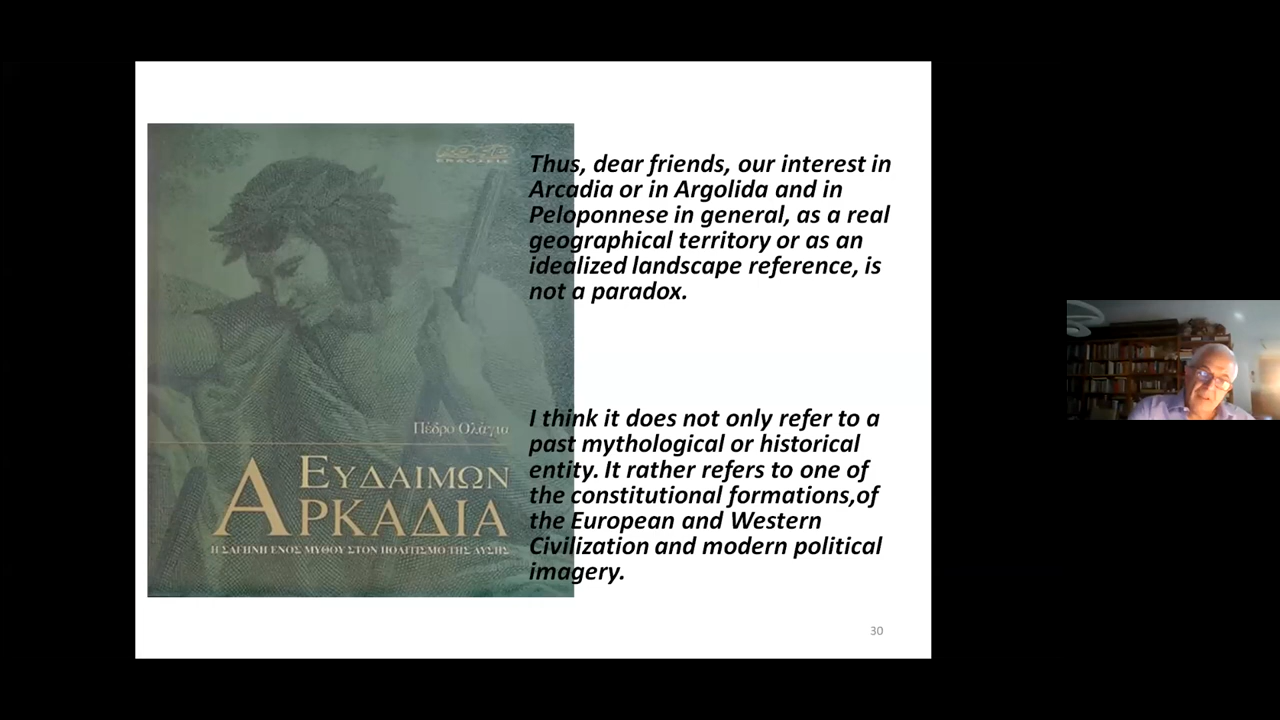 ROAD
ΕΚΔΟΣΕΙΣ
Thus, dear friends, our interest in
Arcadia or in Argolida and in
Peloponnese in general, as a real
geographical territory or as an
idealized landscape reference, is
not a paradox.
I think it does not only refer to a
past mythological or historical
entity. It rather refers to one of
the constitutional formations,of
the European and Western
Civilization and modern political
imagery.
Πέδρο Ολάγια
ΕΥΔΑΙΜΩΝ
ΑΡΚΑΔΙΑ
Η ΣΑΓΗΝΗ ΕΝΟΣ ΜΥΘΟΥ ΣΤΟΝ ΠΟΛΙΤΙΣΜΟ ΤΗΣ ΔΥΣΗΣ
30